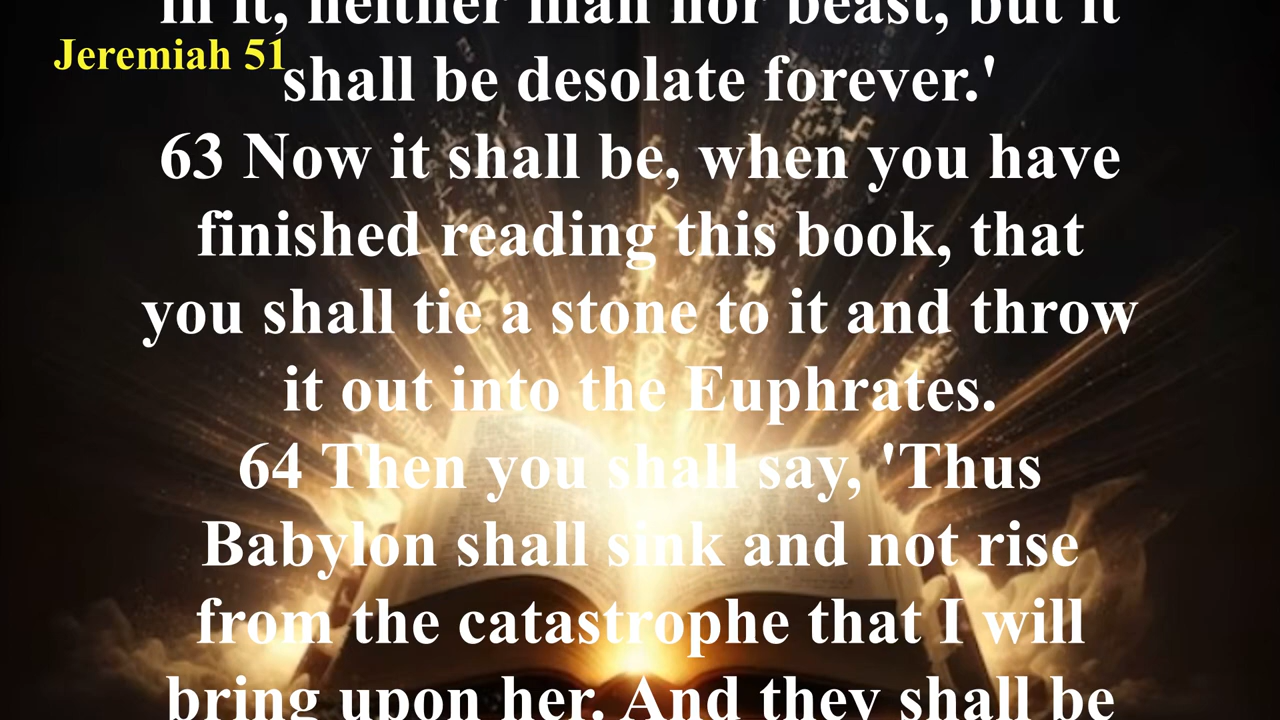 in it, neither man nor beast, but it
Jeremiah 51
shall be desolate forever.'
63 Now it shall be, when you have
finished reading this book, that
you shall tie a stone to it and throw
it out into the Euphrates.
64 Then you shall say, 'Thus
Babylon shall sink and not rise
from the catastrophe that I will
bring upon her. And they shall be